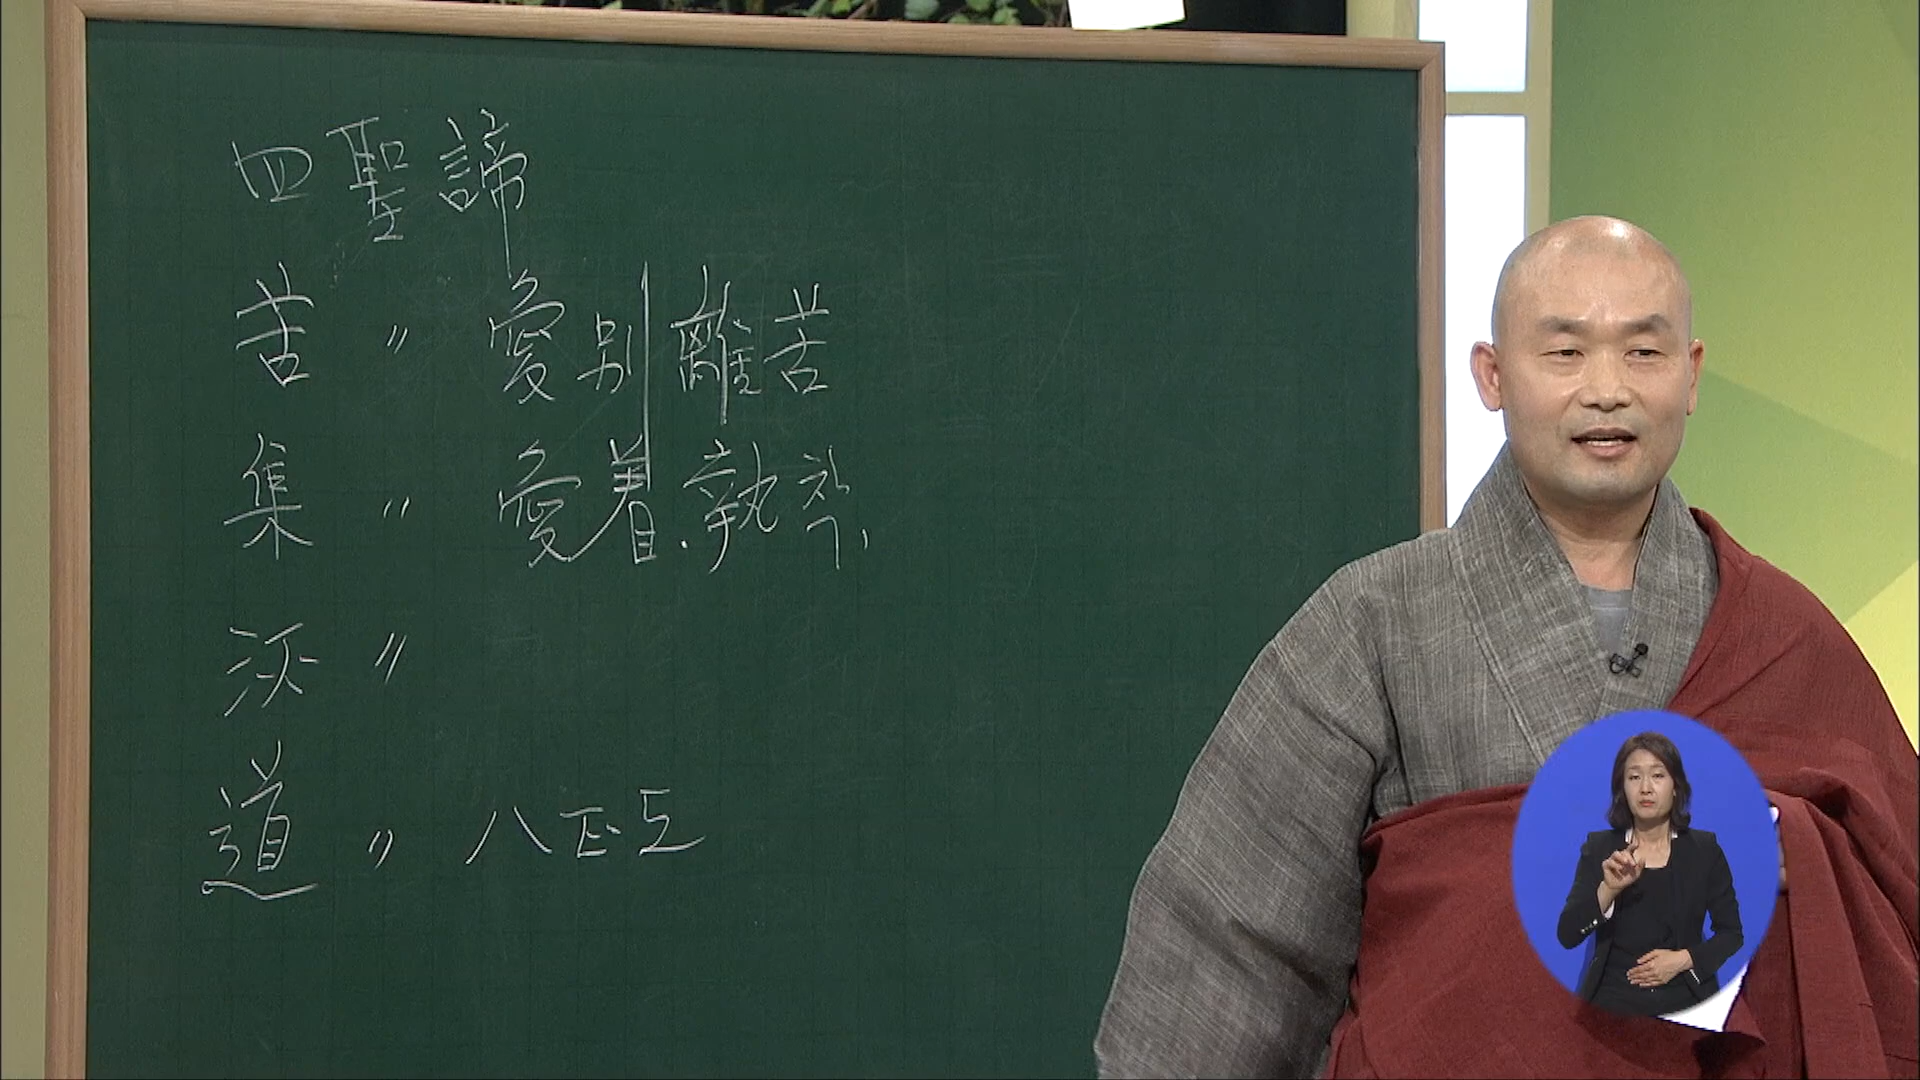 四聖諦
苦 〃 愛別離苦
集 〃 愛着.執착,
滅 〃
道 〃 八正도